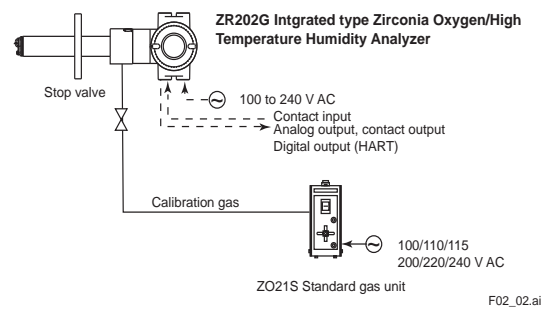 ZR202G Intgrated type Zirconia Oxygen/High
Temperature Humidity Analyzer
Stop valve
100 to 240 V AC
Contact input
Analog output, contact output
Digital output (HART)
Calibration gas
100/110/115
200/220/240 V AC
ZO21S Standard gas unit
F02_02.ai